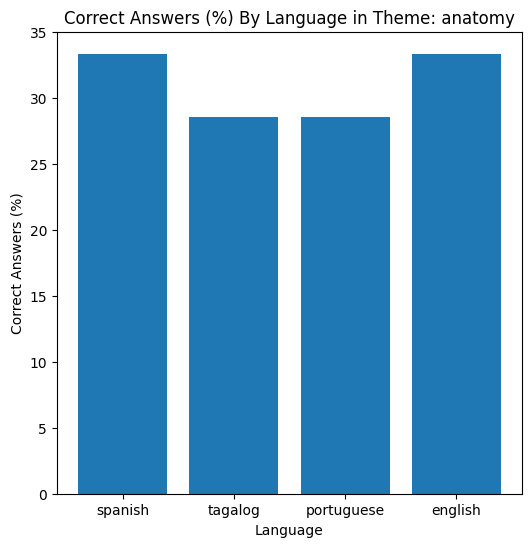 Correct Answers (%) By Language in Theme: anatomy
35
30
25
20
15
10
5
0
Correct Answers (%)
spanish tagalog portuguese english
Language